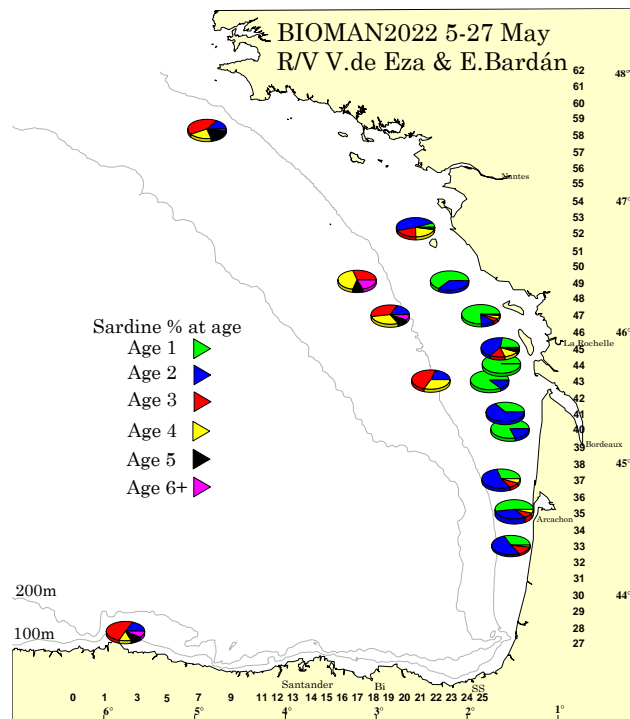 BIOMAN2022 5-27 May
R/V V.de Eza & E.Bardán
62
48°
61
60
59
58
57
56
Nantes
55
54
47°
53
52
51
50
49
48
47
Sardine % at age
46
46°
Age 1
45
La Rochelle
44
Age 2
43
Age 3
42
41
Age 4
40
39
Bordeaux
Age 5
38
45°
37
Age 6+
36
35
Arcachon
34
33
32
31
200m
30
44°
29
28
100m
27
Santander
Bi
SS
0 1 3 5 7 9 11 12 13 14 15 16 17 18 19 20 21 22 23 24 25
6° 5° 4° 3° 2° 1°